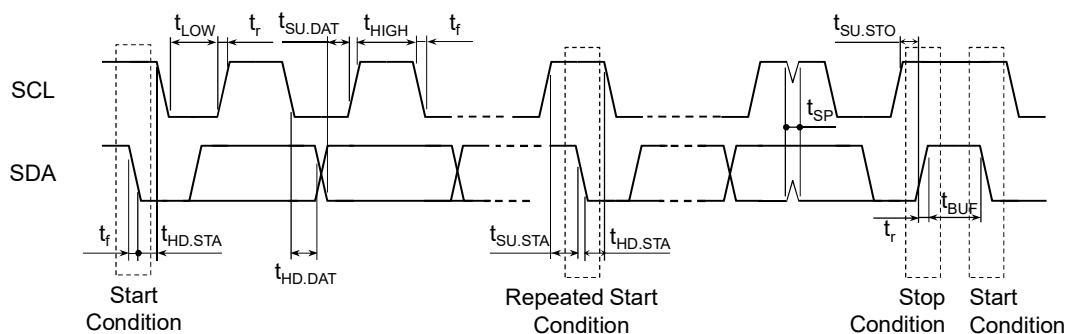 tLOW tr tSU.DAT tHIGH tf tSU.STO
SCL
tSP
SDA
tBUF
tf tHD.STA tSU.STA tHD.STA tr
tHD.DAT
Start Condition
Repeated Start Condition
Stop Condition
Start Condition